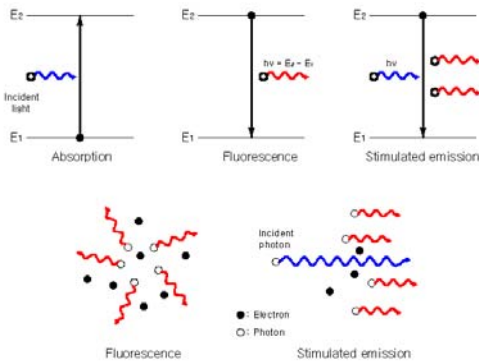 E₂
E₂
E₂
Incident
light
hν = E₂ - E₁
hν
E₁
E₁
E₁
Absorption
Fluorescence
Stimulated emission
Incident
photon
● : Electron
○ : Photon
Fluorescence
Stimulated emission